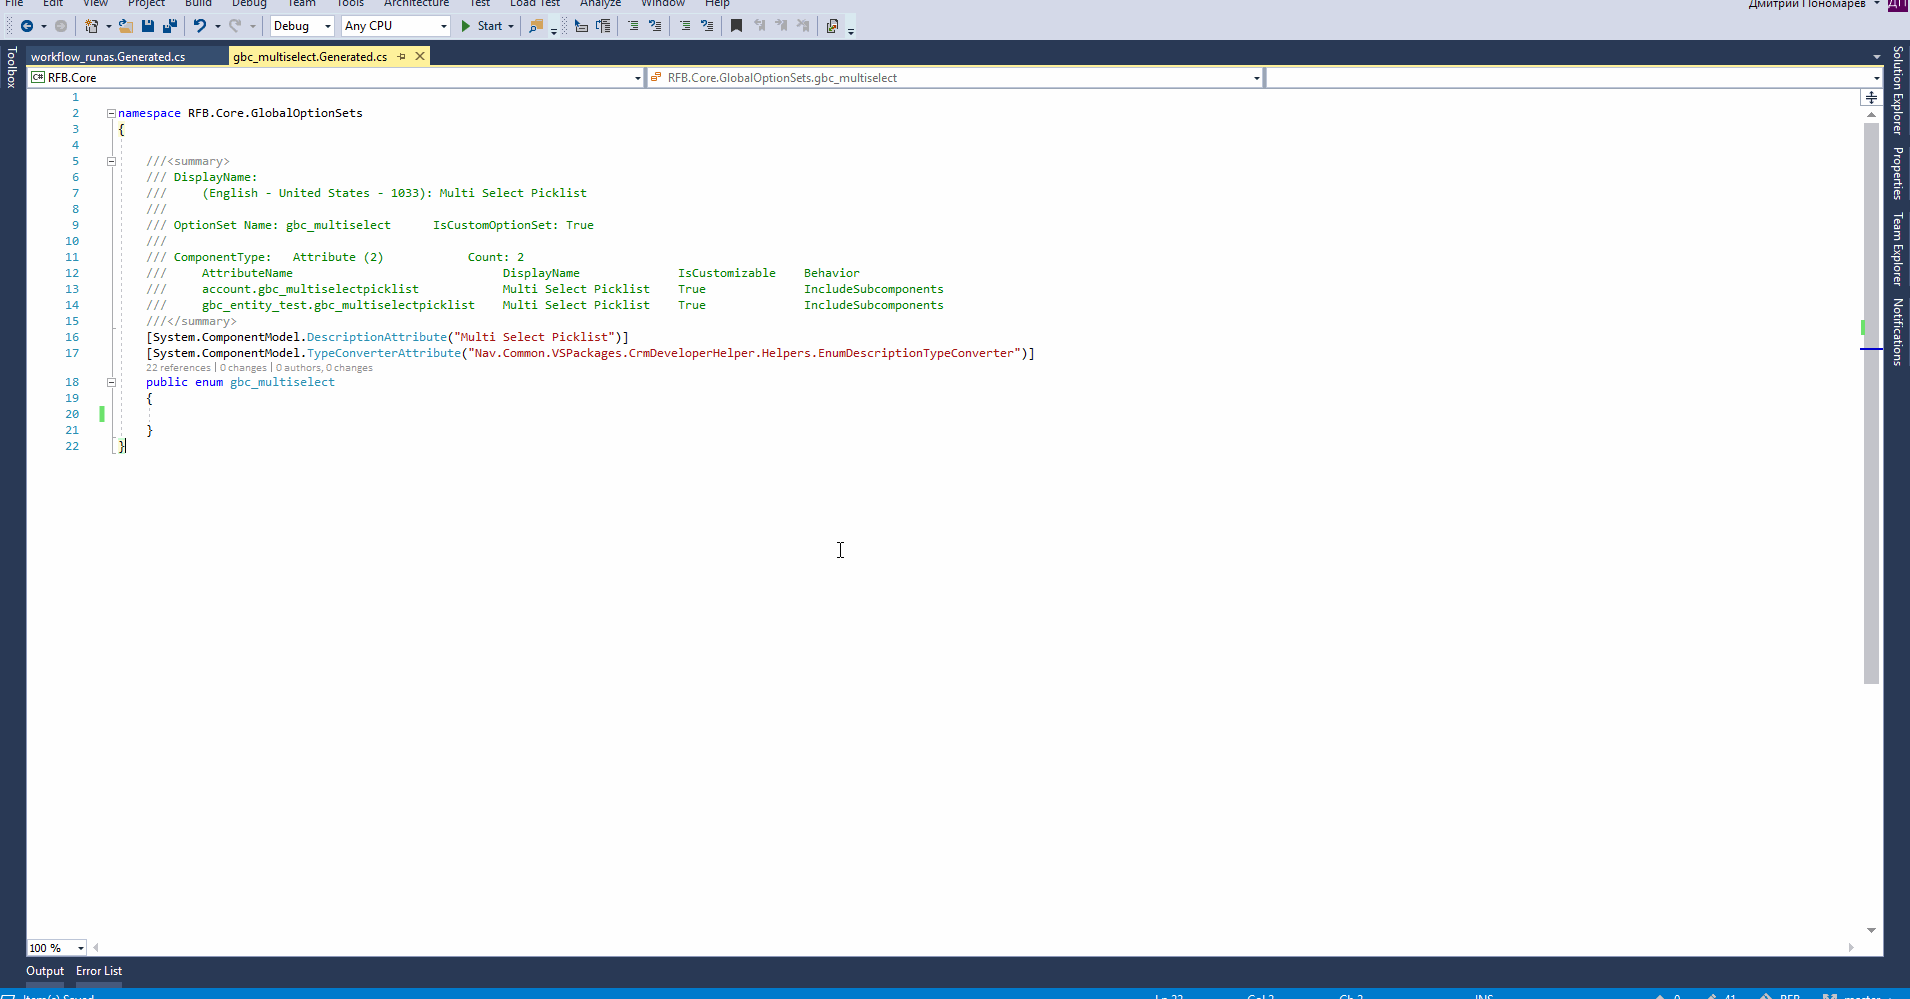 File Edit View Project Build Debug Team Tools Architecture Test Load Test Analyze Window Help
Дмитрий Пономарев ДП
Debug Any CPU Start
Toolbox
workflow_runas.Generated.cs gbc_multiselect.Generated.cs
C# RFB.Core RFB.Core.GlobalOptionSets.gbc_multiselect
1
2 namespace RFB.Core.GlobalOptionSets
3 {
4
5 ///<summary>
6 /// DisplayName:
7 /// (English - United States - 1033): Multi Select Picklist
8 ///
9 /// OptionSet Name: gbc_multiselect IsCustomOptionSet: True
10 ///
11 /// ComponentType: Attribute (2) Count: 2
12 /// AttributeName DisplayName IsCustomizable Behavior
13 /// account.gbc_multiselectpicklist Multi Select Picklist True IncludeSubcomponents
14 /// gbc_entity_test.gbc_multiselectpicklist Multi Select Picklist True IncludeSubcomponents
15 ///</summary>
16 [System.ComponentModel.DescriptionAttribute("Multi Select Picklist")]
17 [System.ComponentModel.TypeConverterAttribute("Nav.Common.VSPackages.CrmDeveloperHelper.Helpers.EnumDescriptionTypeConverter")]
22 references | 0 changes | 0 authors, 0 changes
18 public enum gbc_multiselect
19 {
20
21 }
22 }
Solution Explorer
Properties
Team Explorer
Notifications
100 %
Output Error List
Item(s) Saved Ln 22 Col 2 Ch 2 INS 0 41 RFB master